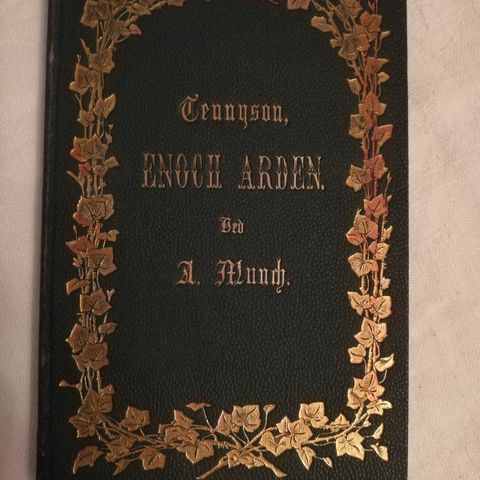 Tennyson,
ENOCH ARDEN.
Ved
A. Munch.